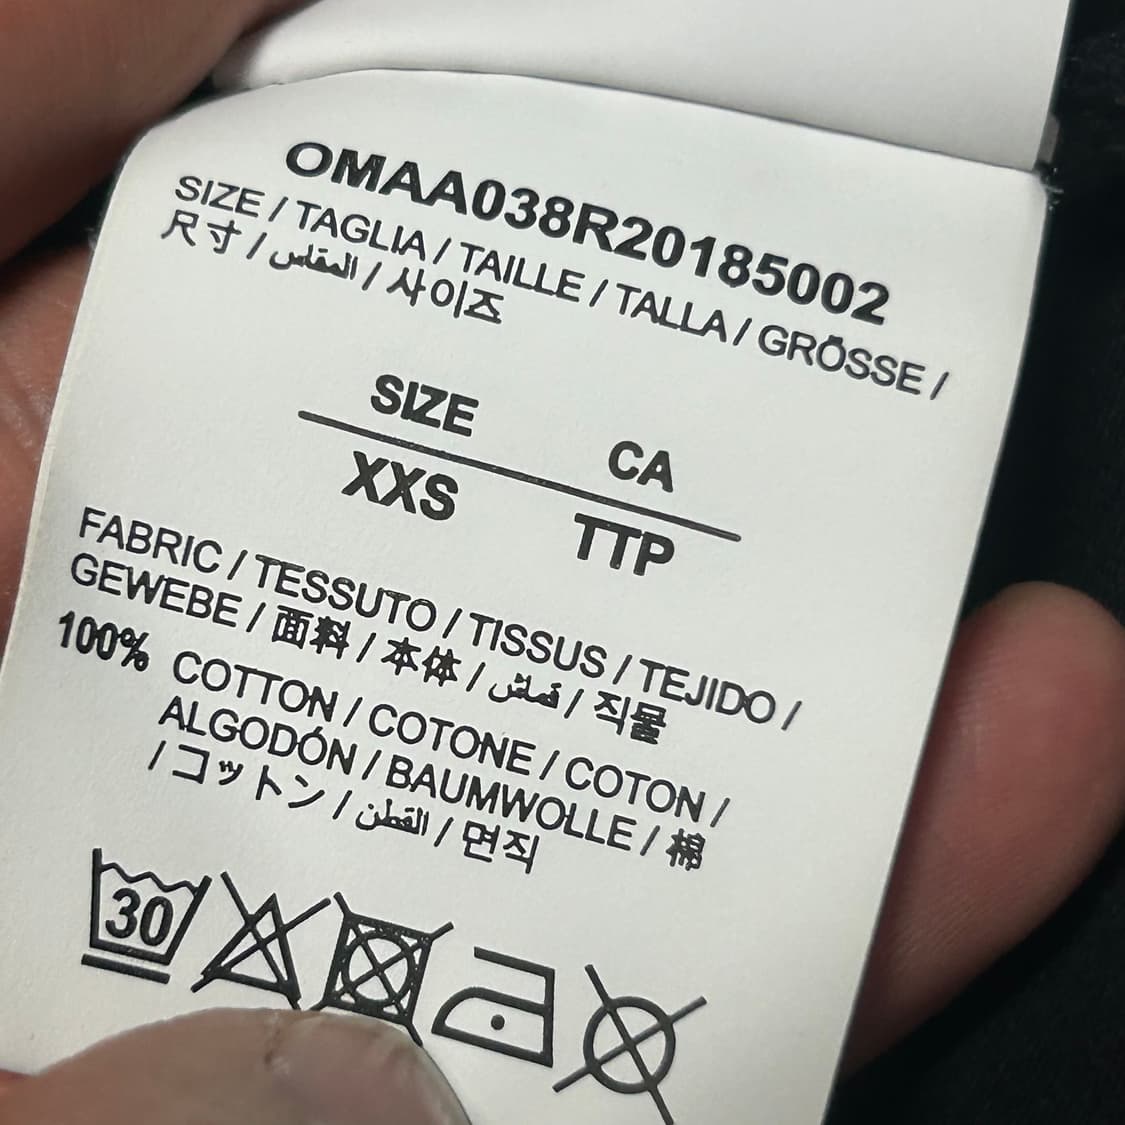 OMAA038R20185002
SIZE / TAGLIA / TAILLE / TALLA / GRÖSSE /
尺寸 / المقاس / 사이즈
SIZE CA
XXS TTP
FABRIC / TESSUTO / TISSUS / TEJIDO /
GEWEBE / 面料 / 本体 / قماش / 직물
100% COTTON / COTONE / COTON /
ALGODÓN / BAUMWOLLE / 棉
/ コットン / القطن / 면직
30